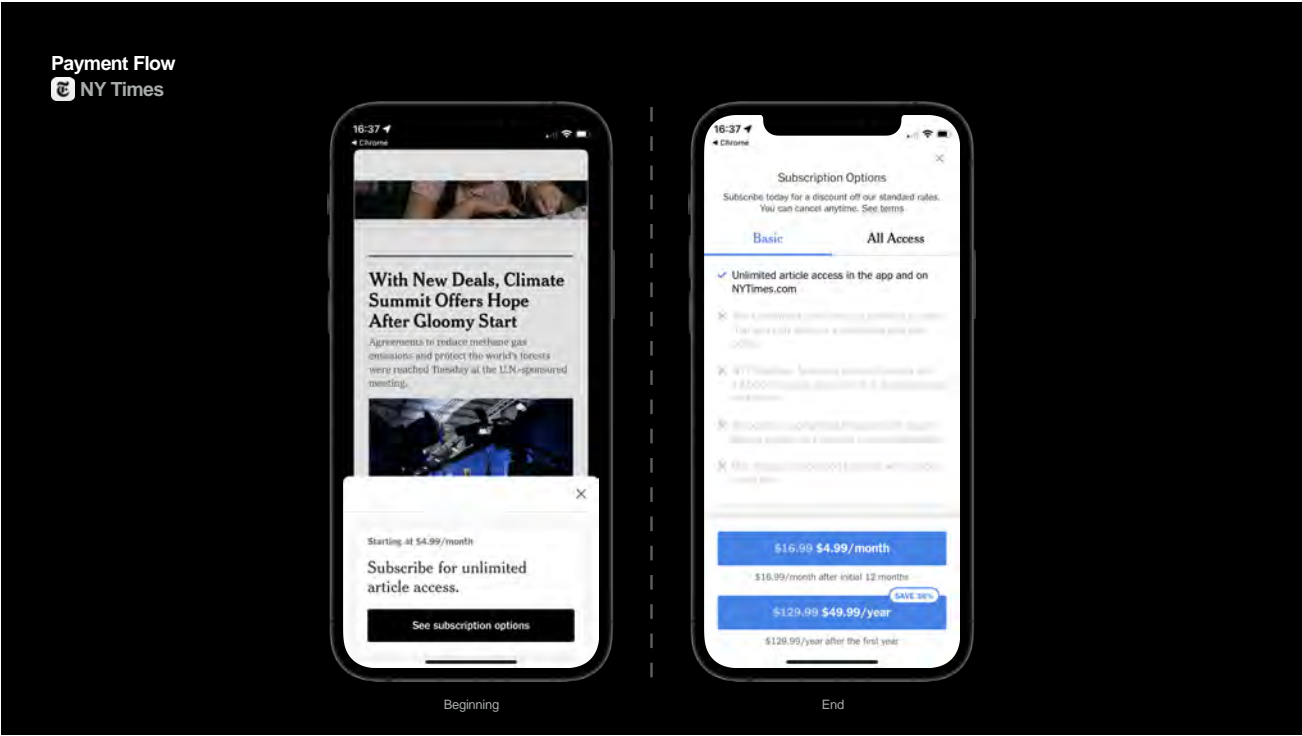 Payment Flow
NY Times
16:37
Chrome
With New Deals, Climate
Summit Offers Hope
After Gloomy Start
Agreements to reduce methane gas
emissions and protect the world's forests
were reached Tuesday at the U.N.-sponsored
meeting.
Starting at $4.99/month
Subscribe for unlimited
article access.
See subscription options
Beginning
16:37
Chrome
Subscription Options
Subscribe today for a discount off our standard rates.
You can cancel anytime. See terms
Basic
All Access
Unlimited article access in the app and on
NYTimes.com
$16.99 $4.99/month
$16.99/month after initial 12 months
$129.99 $49.99/year
$129.99/year after the first year
End